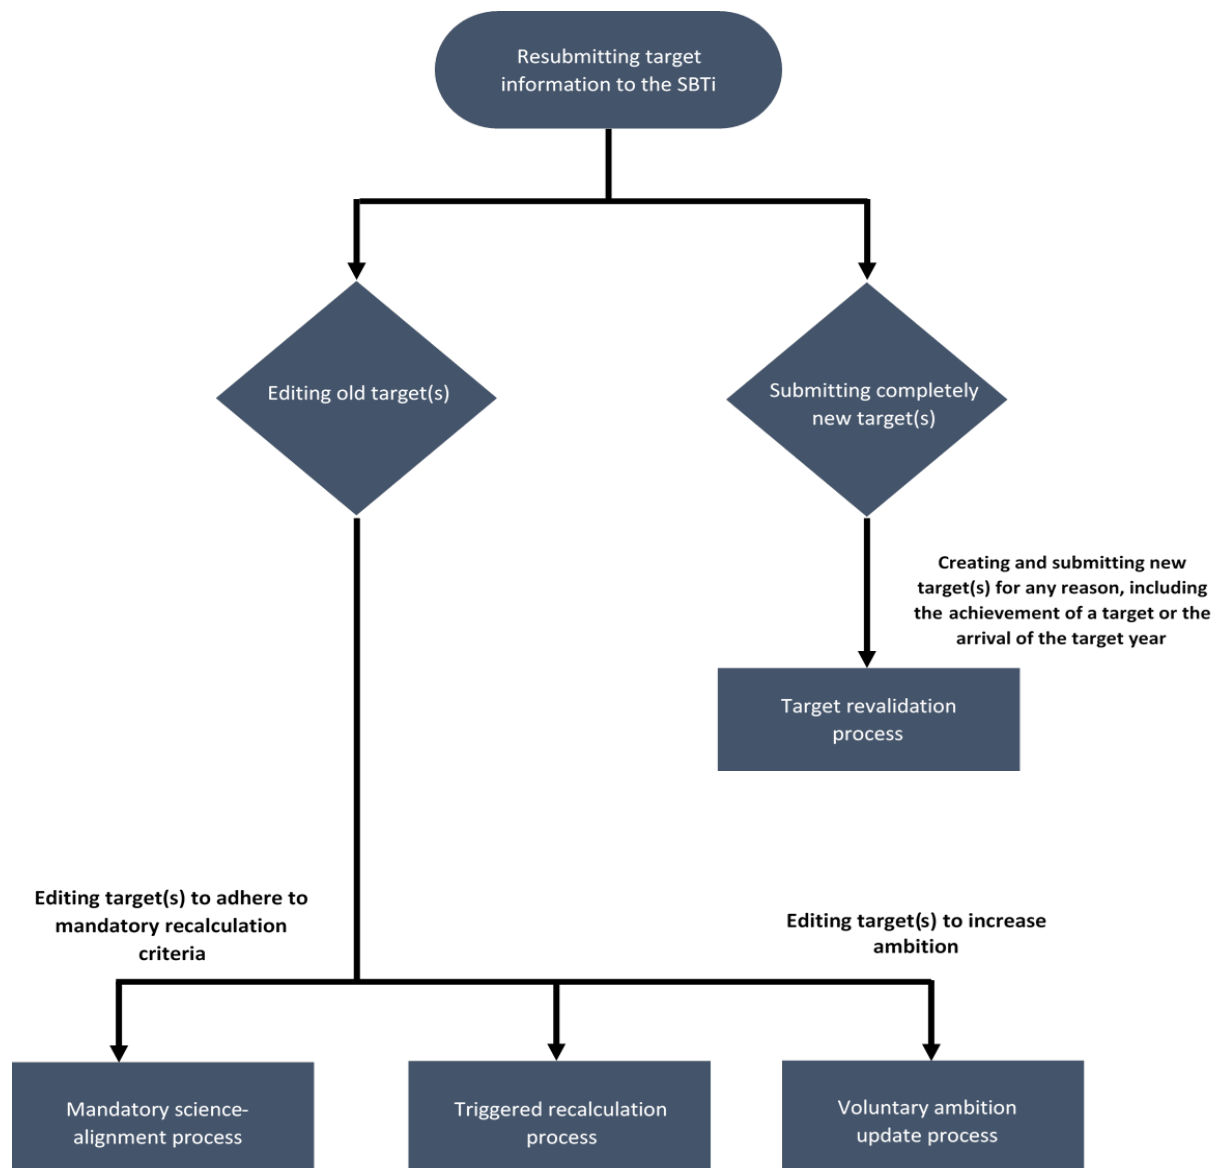 Resubmitting target
information to the SBTi
Editing old target(s)
Submitting completely
new target(s)
Creating and submitting new
target(s) for any reason, including
the achievement of a target or the
arrival of the target year
Target revalidation
process
Editing target(s) to adhere to
mandatory recalculation
criteria
Editing target(s) to increase
ambition
Mandatory science-
alignment process
Triggered recalculation
process
Voluntary ambition
update process